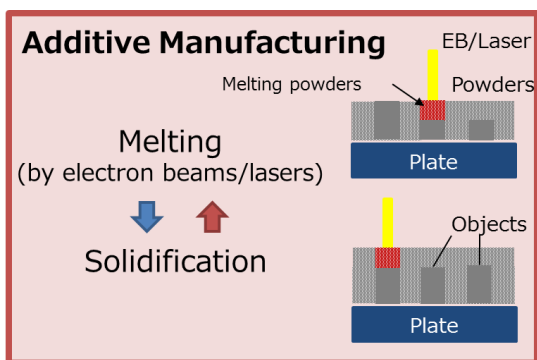 Additive Manufacturing
EB/Laser
Melting powders
Powders
Melting
(by electron beams/lasers)
Plate
Solidification
Objects
Plate